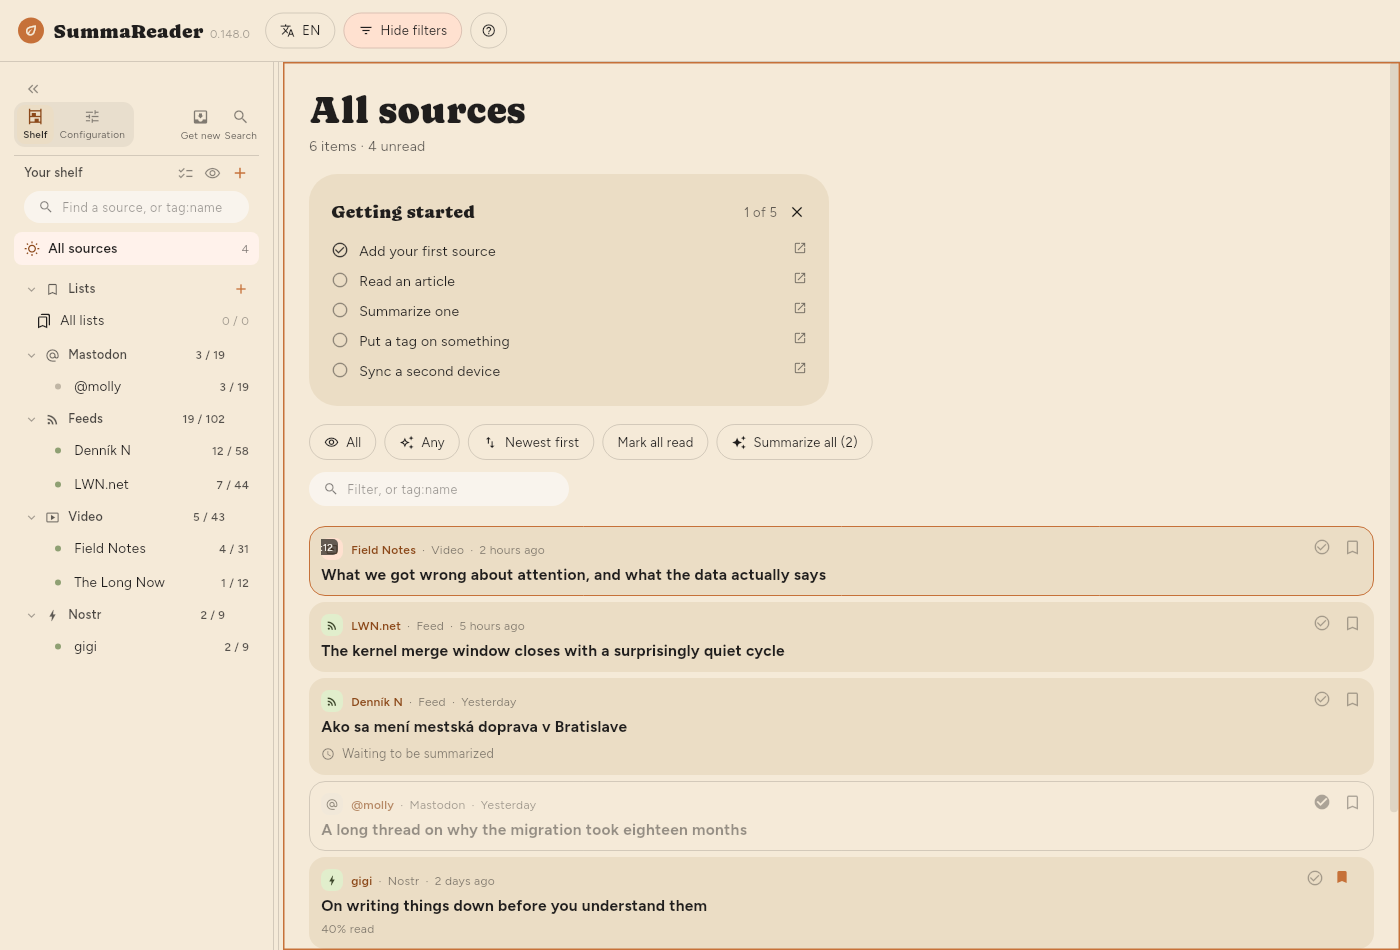 SummaReader 0.148.0
EN
Hide filters
Shelf
Configuration
Get new
Search
Your shelf
Find a source, or tag:name
All sources 4
Lists
All lists 0 / 0
Mastodon 3 / 19
@molly 3 / 19
Feeds 19 / 102
Denník N 12 / 58
LWN.net 7 / 44
Video 5 / 43
Field Notes 4 / 31
The Long Now 1 / 12
Nostr 2 / 9
gigi 2 / 9
All sources
6 items · 4 unread
Getting started 1 of 5
Add your first source
Read an article
Summarize one
Put a tag on something
Sync a second device
All
Any
Newest first
Mark all read
Summarize all (2)
Filter, or tag:name
:12 Field Notes · Video · 2 hours ago
What we got wrong about attention, and what the data actually says
LWN.net · Feed · 5 hours ago
The kernel merge window closes with a surprisingly quiet cycle
Denník N · Feed · Yesterday
Ako sa mení mestská doprava v Bratislave
Waiting to be summarized
@molly · Mastodon · Yesterday
A long thread on why the migration took eighteen months
gigi · Nostr · 2 days ago
On writing things down before you understand them
40% read